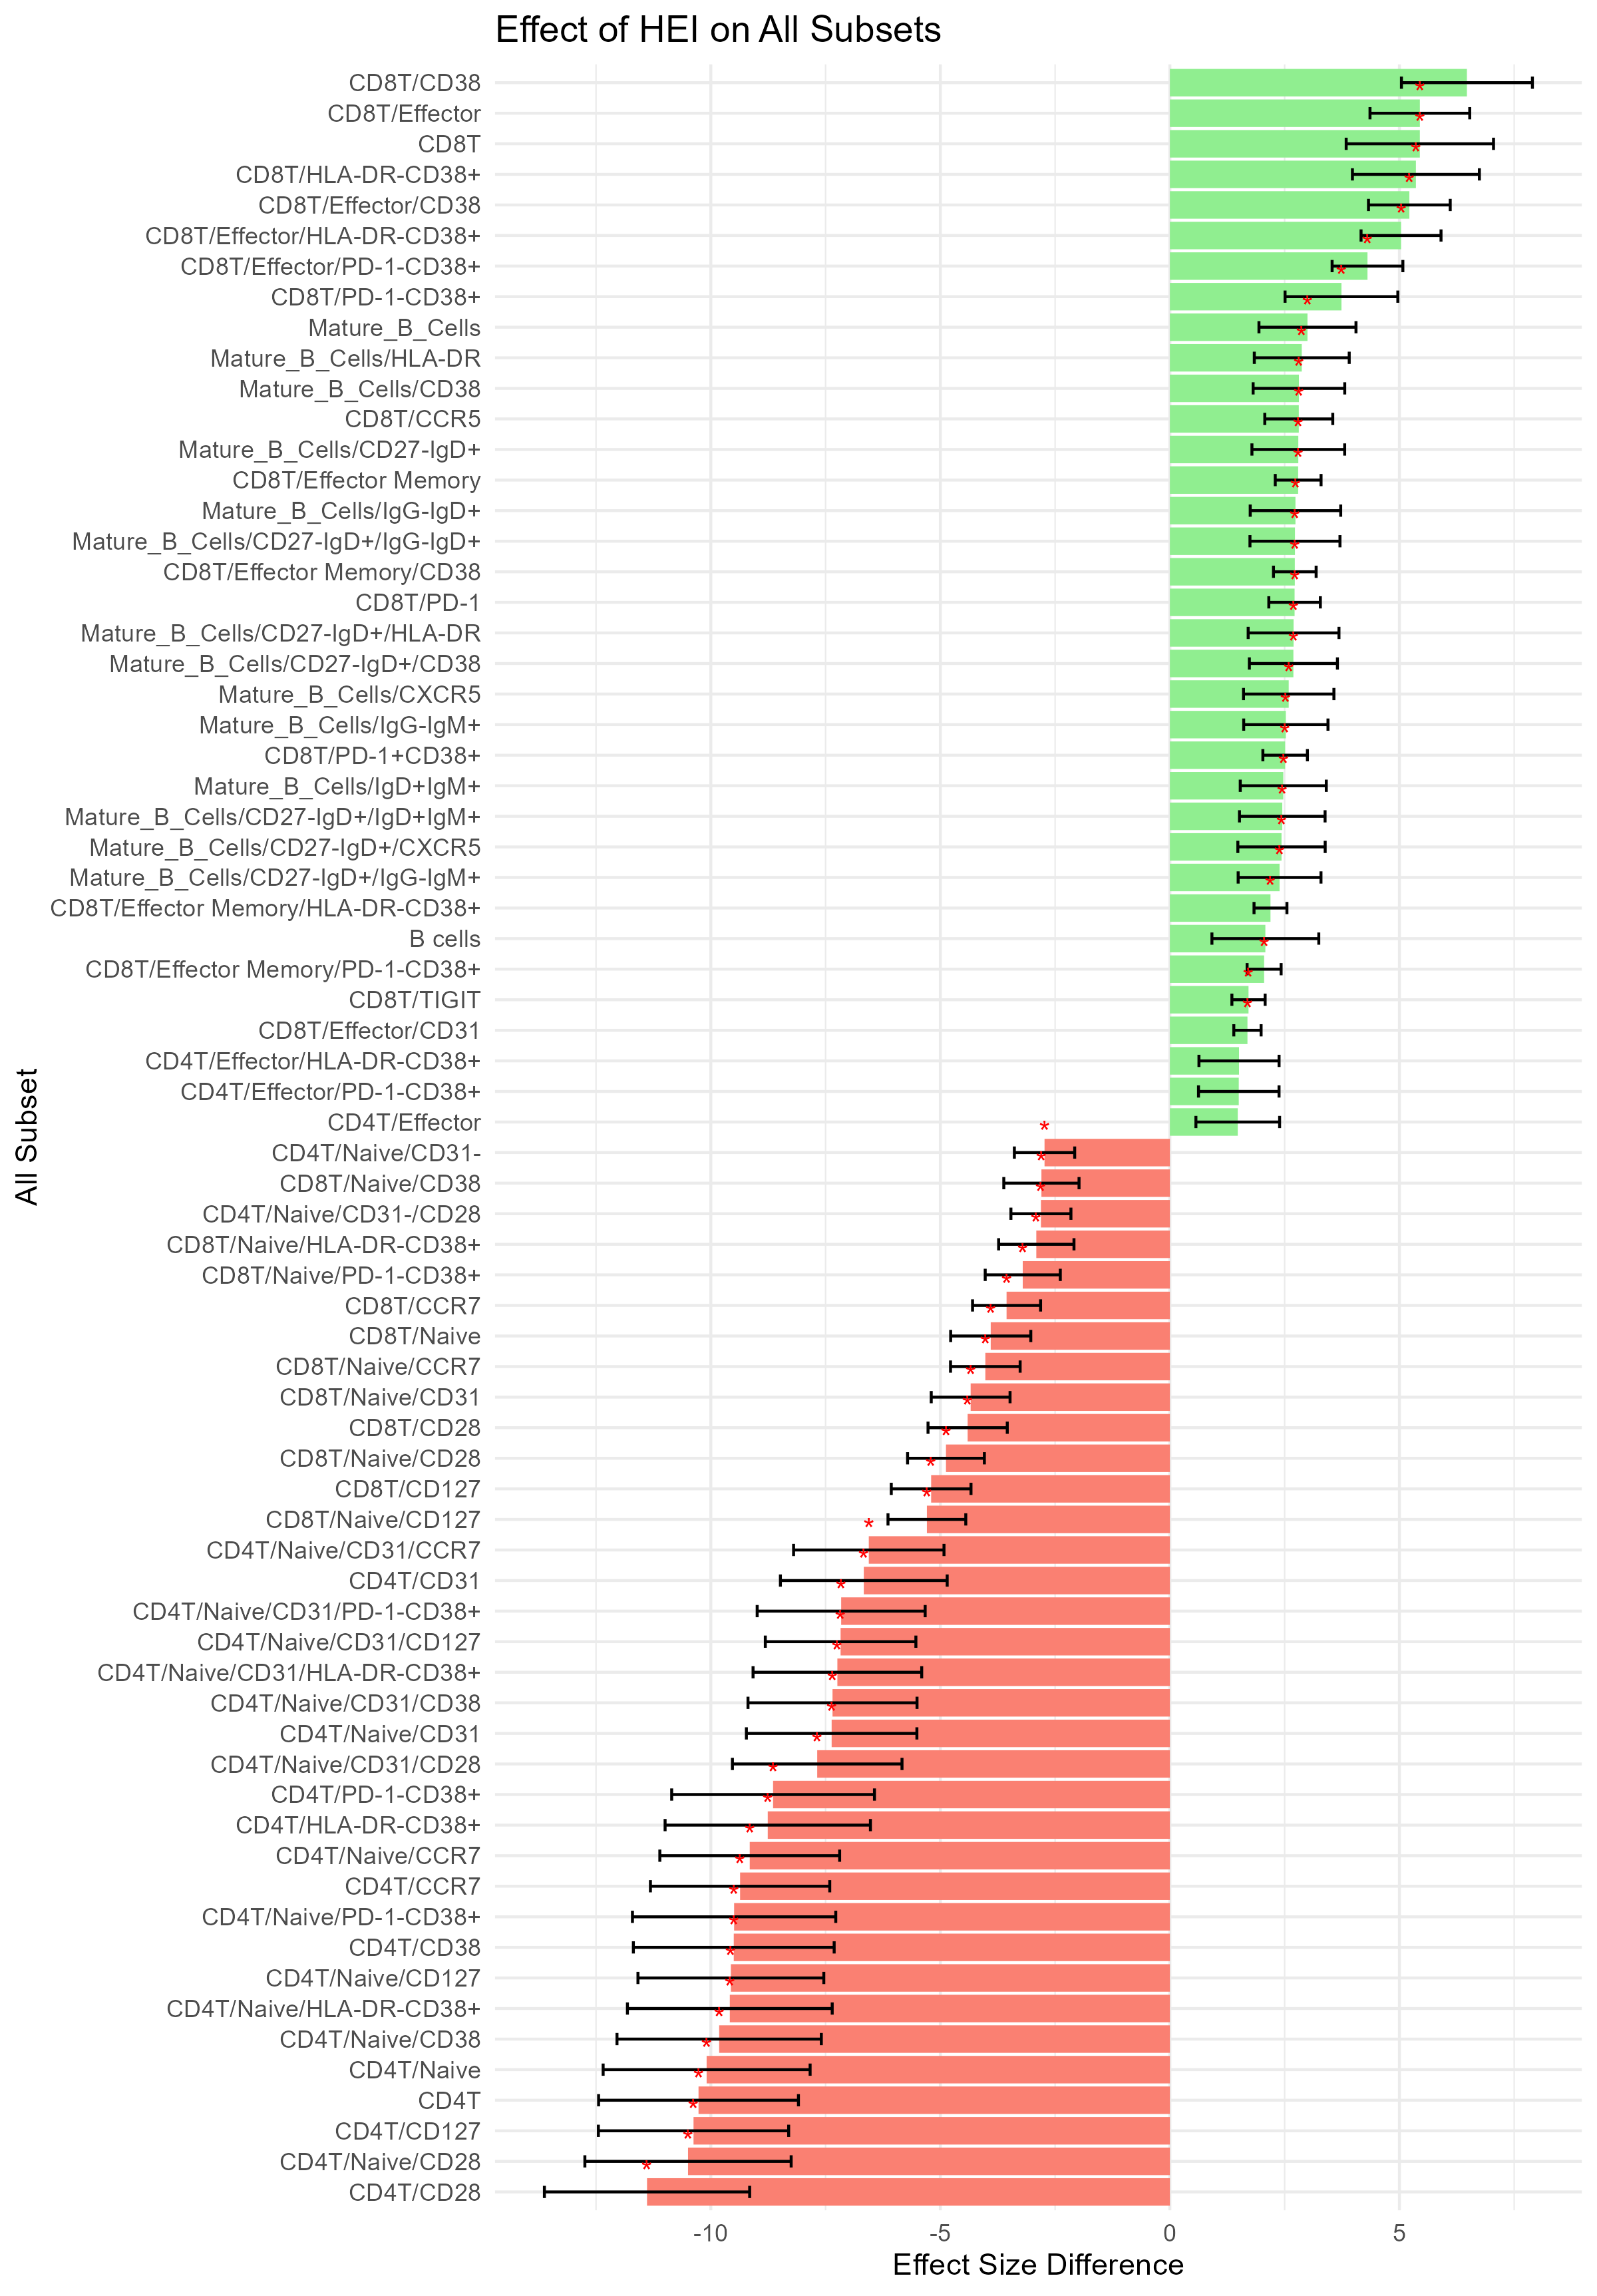 Effect of HEI on All Subsets
CD8T/CD38
CD8T/Effector
CD8T
CD8T/HLA-DR-CD38+
CD8T/Effector/CD38
CD8T/Effector/HLA-DR-CD38+
CD8T/Effector/PD-1-CD38+
CD8T/PD-1-CD38+
Mature_B_Cells
Mature_B_Cells/HLA-DR
Mature_B_Cells/CD38
CD8T/CCR5
Mature_B_Cells/CD27-IgD+
CD8T/Effector Memory
Mature_B_Cells/IgG-IgD+
Mature_B_Cells/CD27-IgD+/IgG-IgD+
CD8T/Effector Memory/CD38
CD8T/PD-1
Mature_B_Cells/CD27-IgD+/HLA-DR
Mature_B_Cells/CD27-IgD+/CD38
Mature_B_Cells/CXCR5
Mature_B_Cells/IgG-IgM+
CD8T/PD-1+CD38+
Mature_B_Cells/IgD+IgM+
Mature_B_Cells/CD27-IgD+/IgD+IgM+
Mature_B_Cells/CD27-IgD+/CXCR5
Mature_B_Cells/CD27-IgD+/IgG-IgM+
CD8T/Effector Memory/HLA-DR-CD38+
B cells
CD8T/Effector Memory/PD-1-CD38+
CD8T/TIGIT
CD8T/Effector/CD31
CD4T/Effector/HLA-DR-CD38+
CD4T/Effector/PD-1-CD38+
CD4T/Effector
CD4T/Naive/CD31-
CD8T/Naive/CD38
CD4T/Naive/CD31-/CD28
CD8T/Naive/HLA-DR-CD38+
CD8T/Naive/PD-1-CD38+
CD8T/CCR7
CD8T/Naive
CD8T/Naive/CCR7
CD8T/Naive/CD31
CD8T/CD28
CD8T/Naive/CD28
CD8T/CD127
CD8T/Naive/CD127
CD4T/Naive/CD31/CCR7
CD4T/CD31
CD4T/Naive/CD31/PD-1-CD38+
CD4T/Naive/CD31/CD127
CD4T/Naive/CD31/HLA-DR-CD38+
CD4T/Naive/CD31/CD38
CD4T/Naive/CD31
CD4T/Naive/CD31/CD28
CD4T/PD-1-CD38+
CD4T/HLA-DR-CD38+
CD4T/Naive/CCR7
CD4T/CCR7
CD4T/Naive/PD-1-CD38+
CD4T/CD38
CD4T/Naive/CD127
CD4T/Naive/HLA-DR-CD38+
CD4T/Naive/CD38
CD4T/Naive
CD4T
CD4T/CD127
CD4T/Naive/CD28
CD4T/CD28
All Subset
-10 -5 0 5
Effect Size Difference